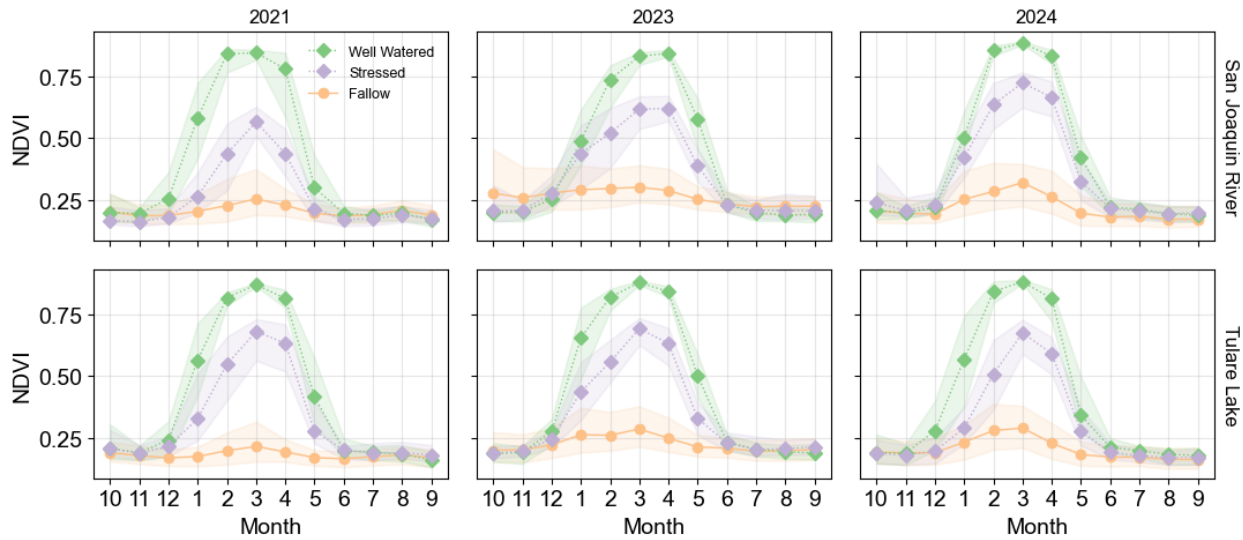 2021 2023 2024
Well Watered
Stressed
Fallow
NDVI
0.75
0.50
0.25
San Joaquin River
NDVI
0.75
0.50
0.25
Tulare Lake
10 11 12 1 2 3 4 5 6 7 8 9 10 11 12 1 2 3 4 5 6 7 8 9 10 11 12 1 2 3 4 5 6 7 8 9
Month Month Month